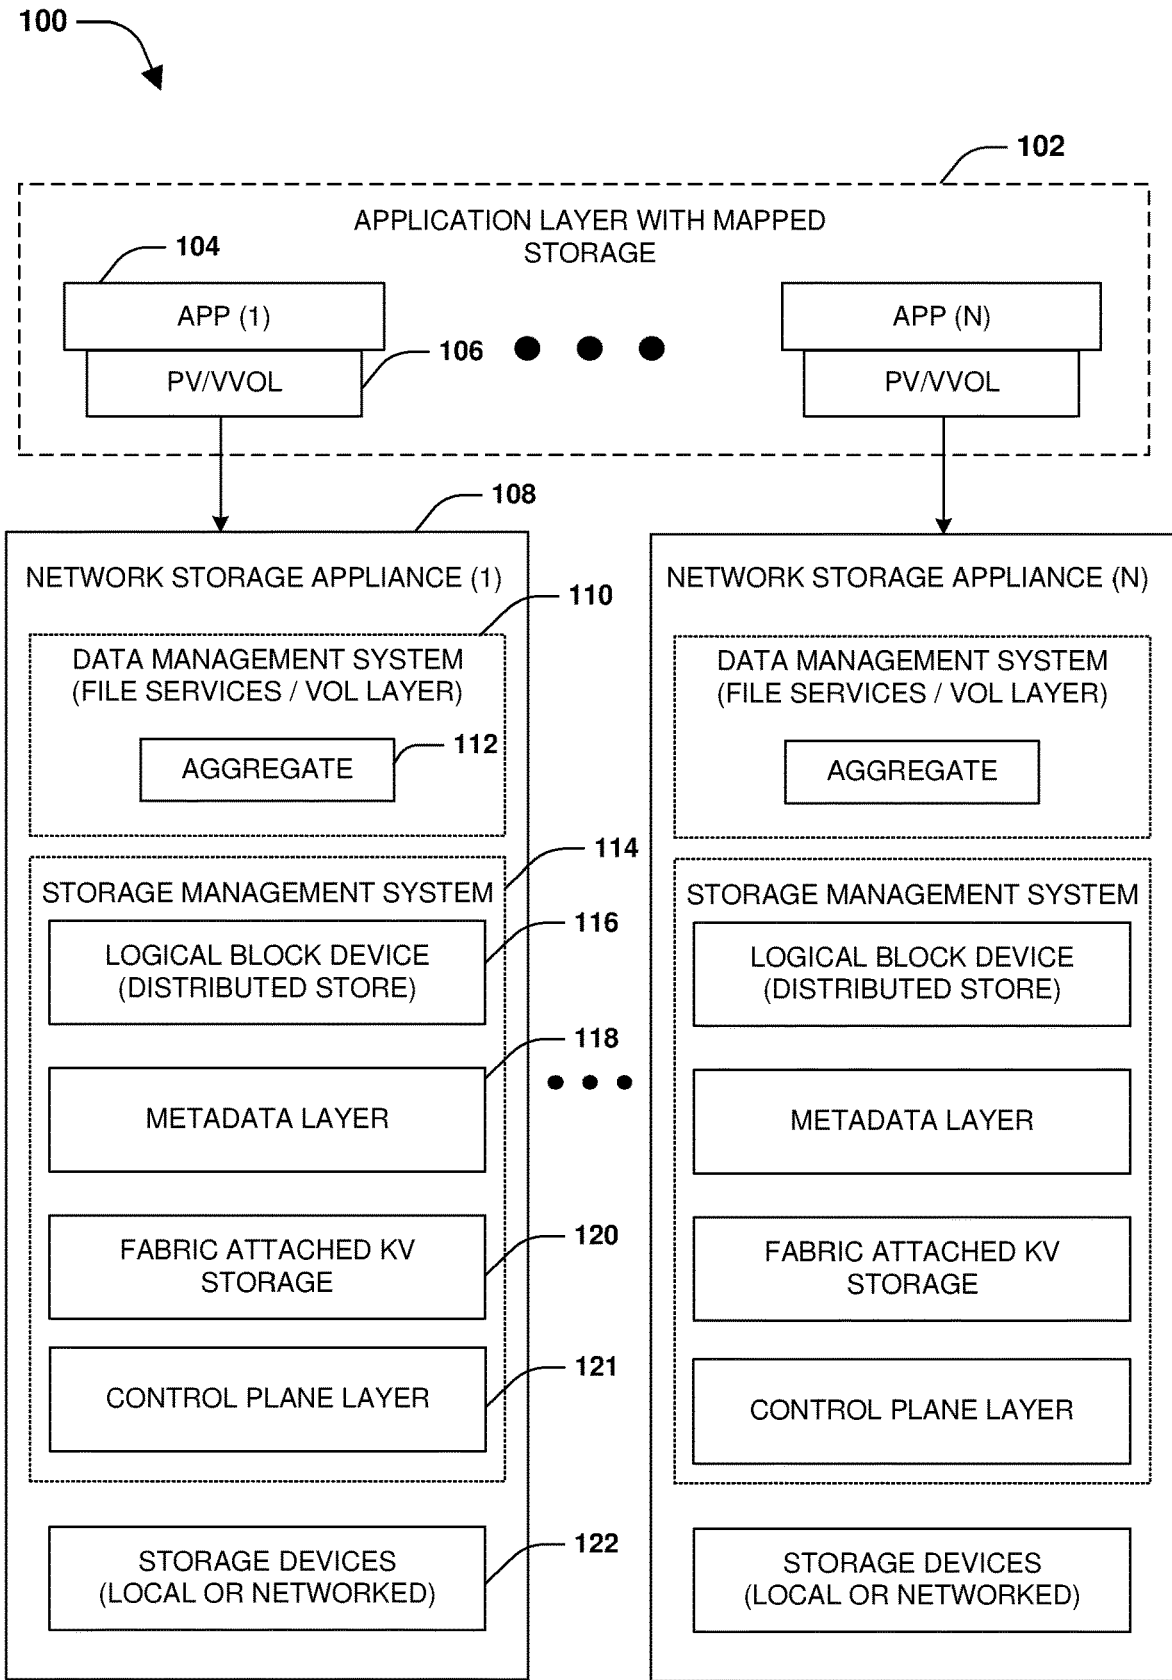 100
102
APPLICATION LAYER WITH MAPPED
STORAGE
104
APP (1)
APP (N)
106
PV/VVOL
PV/VVOL
108
NETWORK STORAGE APPLIANCE (1)
110
DATA MANAGEMENT SYSTEM
(FILE SERVICES / VOL LAYER)
112
AGGREGATE
114
STORAGE MANAGEMENT SYSTEM
116
LOGICAL BLOCK DEVICE
(DISTRIBUTED STORE)
118
METADATA LAYER
120
FABRIC ATTACHED KV
STORAGE
121
CONTROL PLANE LAYER
122
STORAGE DEVICES
(LOCAL OR NETWORKED)
NETWORK STORAGE APPLIANCE (N)
DATA MANAGEMENT SYSTEM
(FILE SERVICES / VOL LAYER)
AGGREGATE
STORAGE MANAGEMENT SYSTEM
LOGICAL BLOCK DEVICE
(DISTRIBUTED STORE)
METADATA LAYER
FABRIC ATTACHED KV
STORAGE
CONTROL PLANE LAYER
STORAGE DEVICES
(LOCAL OR NETWORKED)